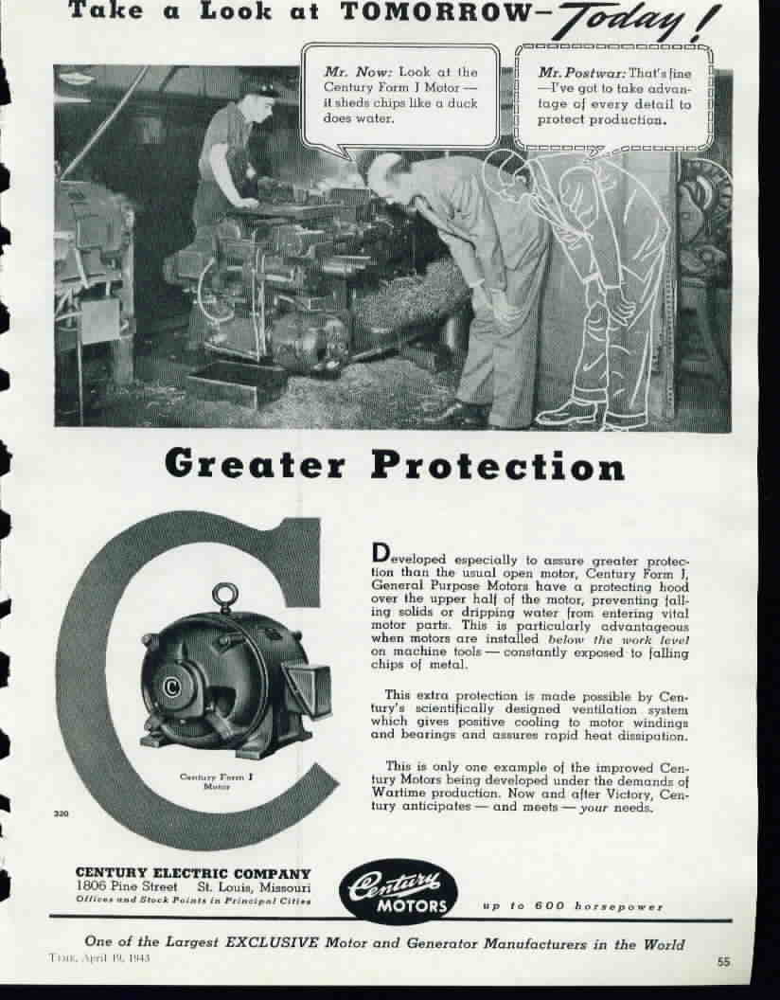 Take a Look at TOMORROW—Today!
Mr. Now: Look at the
Century Form J Motor —
it sheds chips like a duck
does water.
Mr. Postwar: That's fine
—I've got to take advan-
tage of every detail to
protect production.
Greater Protection
Developed especially to assure greater protec-
tion than the usual open motor, Century Form J,
General Purpose Motors have a protecting hood
over the upper half of the motor, preventing fall-
ing solids or dripping water from entering vital
motor parts. This is particularly advantageous
when motors are installed below the work level
on machine tools — constantly exposed to falling
chips of metal.
This extra protection is made possible by Cen-
tury's scientifically designed ventilation system
which gives positive cooling to motor windings
and bearings and assures rapid heat dissipation.
This is only one example of the improved Cen-
tury Motors being developed under the demands of
Wartime production. Now and after Victory, Cen-
tury anticipates — and meets — your needs.
C
C
Century Form J
Motor
320
CENTURY ELECTRIC COMPANY
1806 Pine Street St. Louis, Missouri
Offices and Stock Points in Principal Cities
Century
MOTORS
up to 600 horsepower
One of the Largest EXCLUSIVE Motor and Generator Manufacturers in the World
TIME, April 19, 1943
55